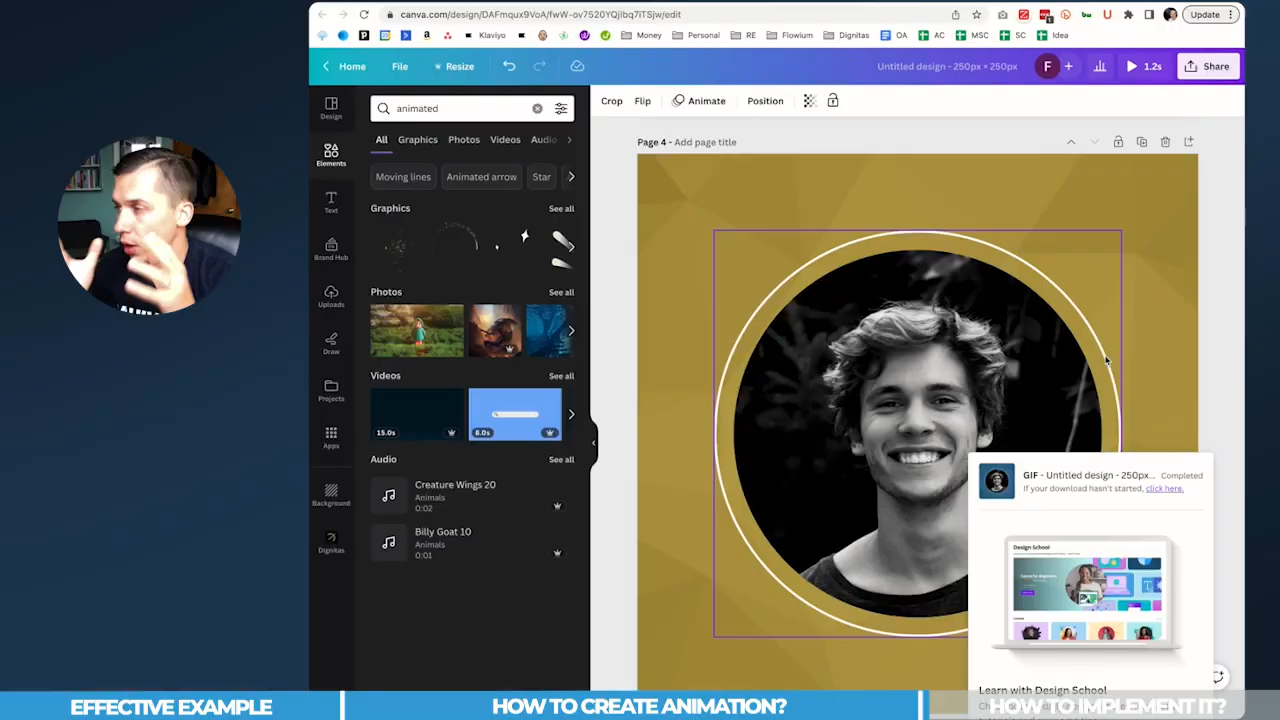 canva.com/design/DAFmqux9VoA/fwW-ov7520YQjlbq7iTSjw/edit
Update
Klaviyo
Money
Personal
RE
Flowium
Dignitas
OA
AC
MSC
SC
Idea
Home
File
Resize
Untitled design - 250px × 250px
F
1.2s
Share
Design
Elements
Text
Brand Hub
Uploads
Draw
Projects
Apps
Background
Dignitas
animated
All Graphics Photos Videos Audio
Moving lines Animated arrow Star
Graphics See all
Photos See all
Videos See all
15.0s 8.0s
Audio See all
Creature Wings 20
Animals
0:02
Billy Goat 10
Animals
0:01
Crop Flip Animate Position
Page 4 - Add page title
GIF - Untitled design - 250px... Completed
If your download hasn't started, click here.
Design School
Learn with Design School
EFFECTIVE EXAMPLE
HOW TO CREATE ANIMATION?
HOW TO IMPLEMENT IT?